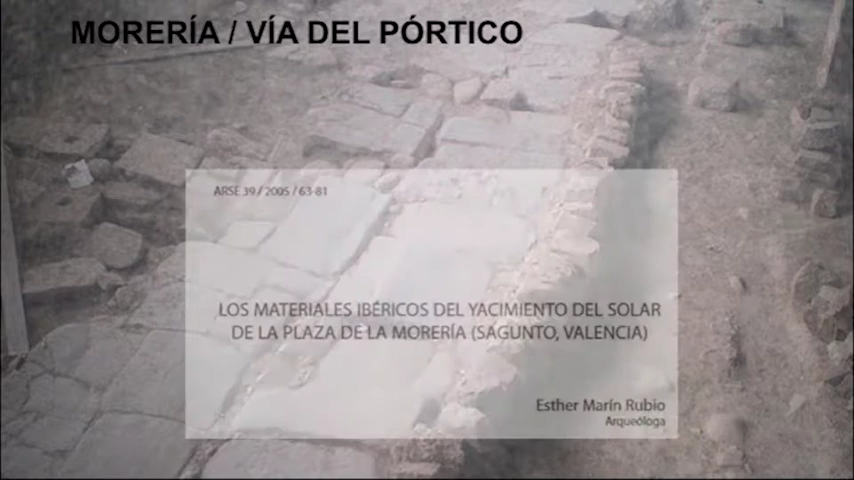 MORERÍA / VÍA DEL PÓRTICO
ARSE 39 / 2005 / 63-81
LOS MATERIALES IBÉRICOS DEL YACIMIENTO DEL SOLAR
DE LA PLAZA DE LA MORERÍA (SAGUNTO, VALENCIA)
Esther Marín Rubio
Arqueóloga